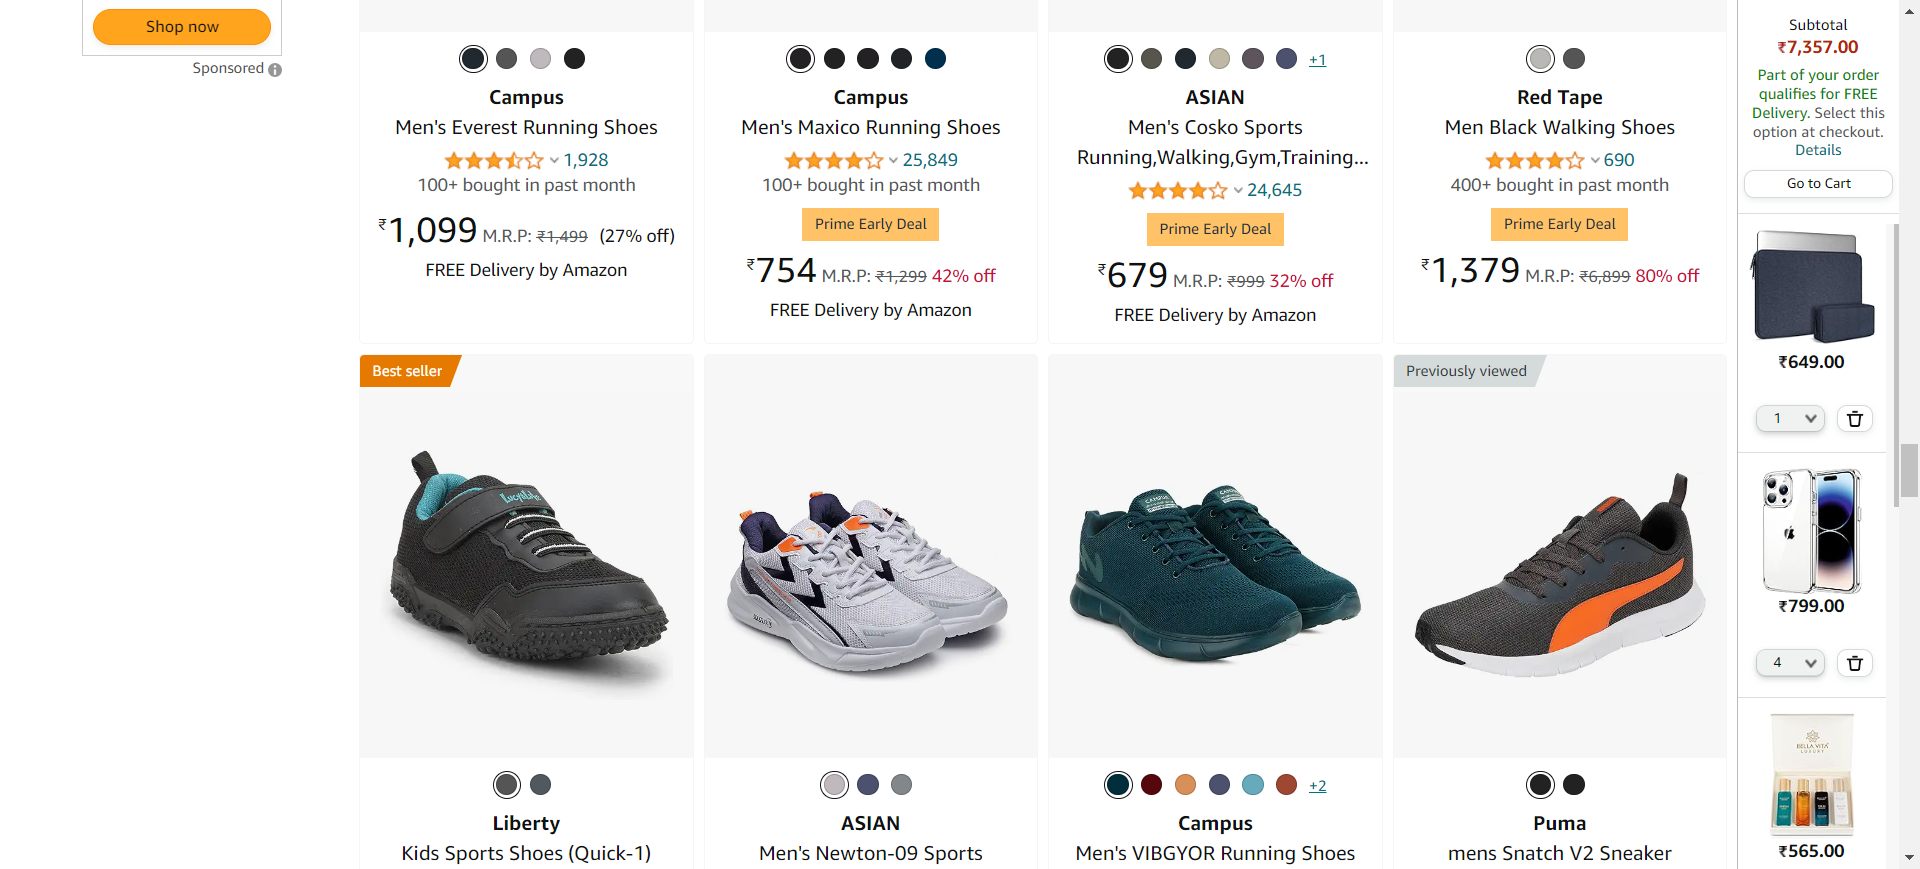 Shop now
Sponsored
+1
Campus
Men's Everest Running Shoes
1,928
100+ bought in past month
₹1,099 M.R.P: ₹1,499 (27% off)
FREE Delivery by Amazon
Campus
Men's Maxico Running Shoes
25,849
100+ bought in past month
Prime Early Deal
₹754 M.R.P: ₹1,299 42% off
FREE Delivery by Amazon
ASIAN
Men's Cosko Sports
Running,Walking,Gym,Training...
24,645
Prime Early Deal
₹679 M.R.P: ₹999 32% off
FREE Delivery by Amazon
Red Tape
Men Black Walking Shoes
690
400+ bought in past month
Prime Early Deal
₹1,379 M.R.P: ₹6,899 80% off
Best seller
Liberty
Kids Sports Shoes (Quick-1)
ASIAN
Men's Newton-09 Sports
CAMPUS
CAMPUS
+2
Campus
Men's VIBGYOR Running Shoes
Previously viewed
Puma
mens Snatch V2 Sneaker
Subtotal
₹7,357.00
Part of your order
qualifies for FREE
Delivery. Select this
option at checkout.
Details
Go to Cart
₹649.00
1
₹799.00
4
BELLA VITA
LUXURY
₹565.00